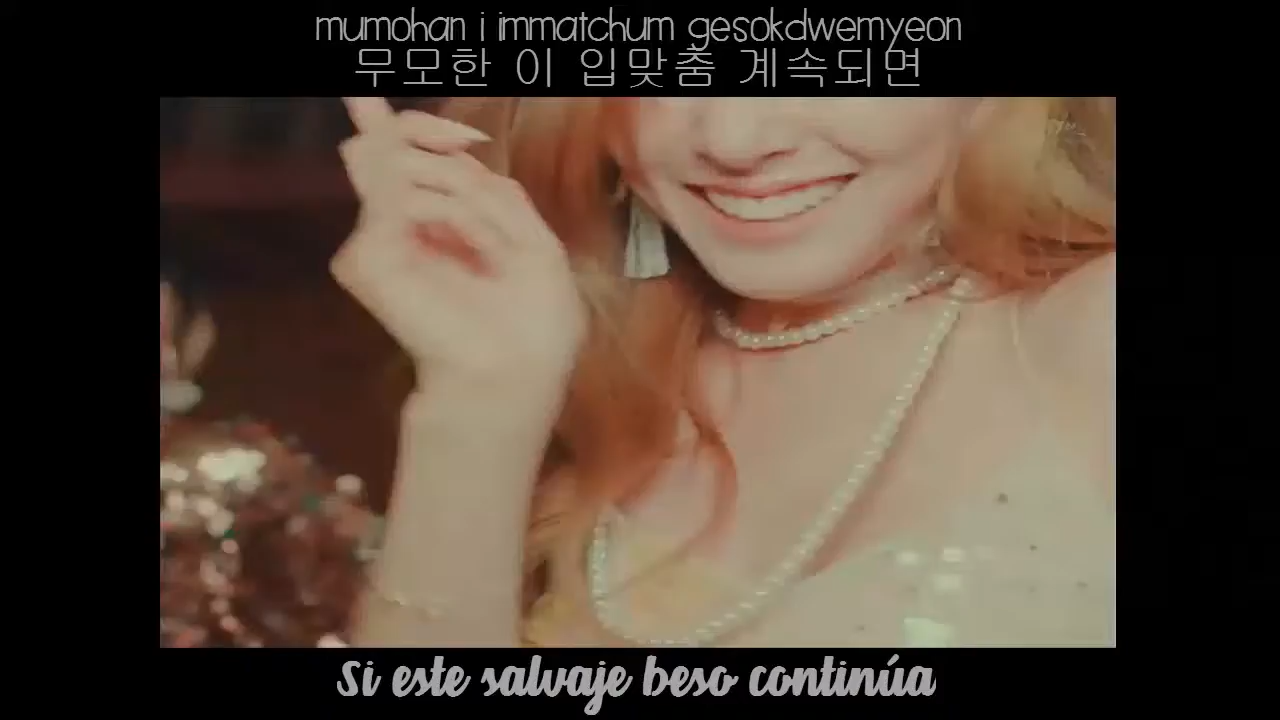 mumohan i immatchum gesokdwemyeon
무모한 이 입맞춤 계속되면
Si este salvaje beso continúa